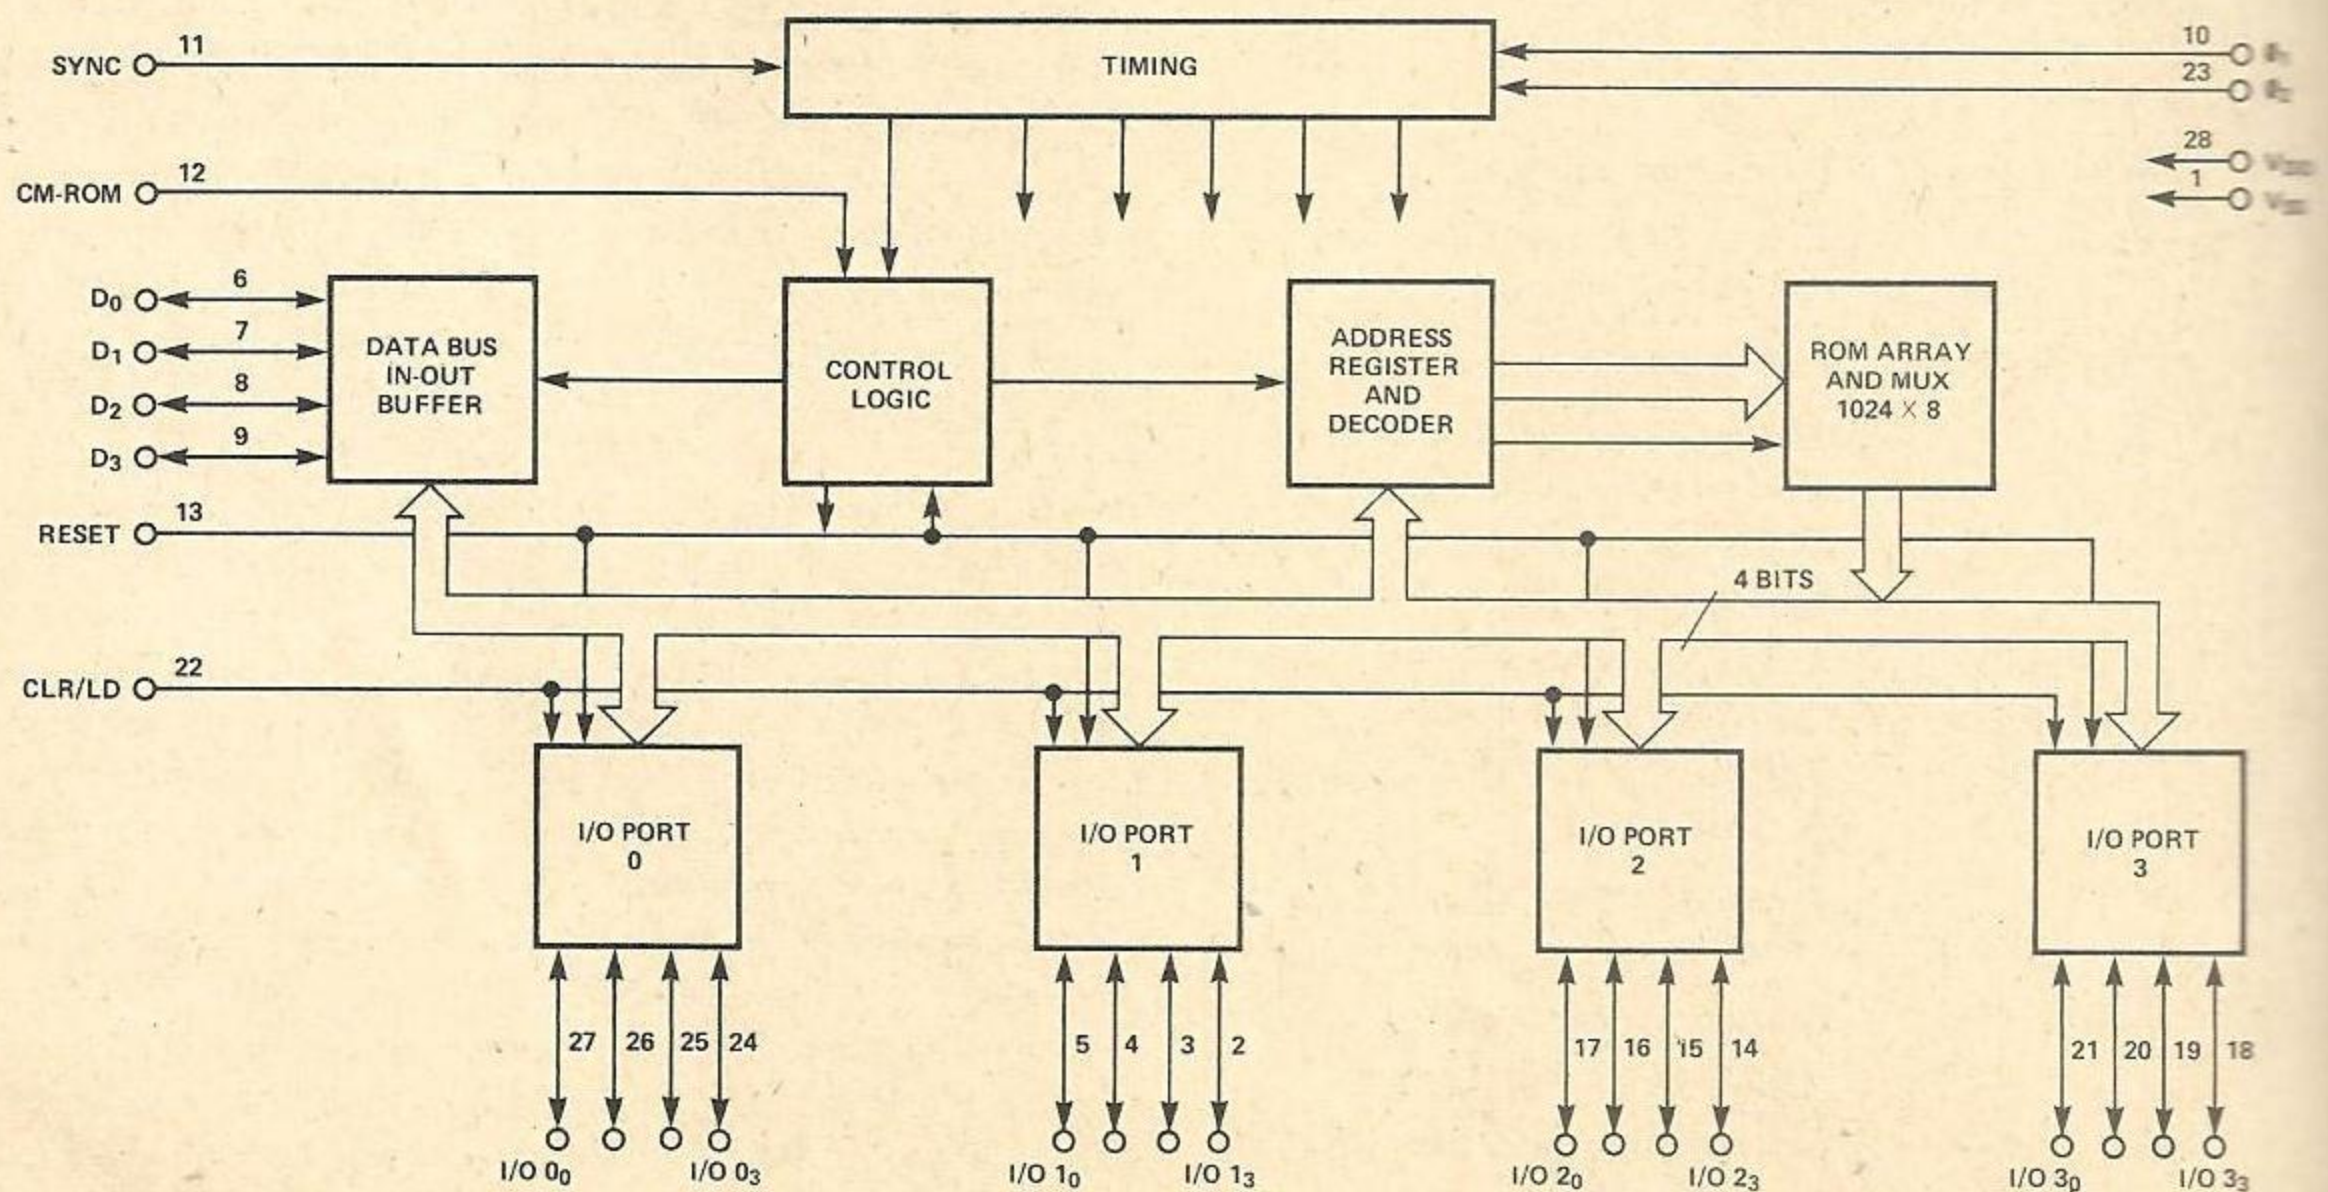 SYNC
11
TIMING
10
23
28
1
CM-ROM
12
D₀
6
D₁
7
D₂
8
D₃
9
DATA BUS
IN-OUT
BUFFER
CONTROL
LOGIC
ADDRESS
REGISTER
AND
DECODER
ROM ARRAY
AND MUX
1024 X 8
RESET
13
4 BITS
CLR/LD
22
I/O PORT
0
I/O PORT
1
I/O PORT
2
I/O PORT
3
27 26 25 24
5 4 3 2
17 16 15 14
21 20 19 18
I/O 0₀ I/O 0₃
I/O 1₀ I/O 1₃
I/O 2₀ I/O 2₃
I/O 3₀ I/O 3₃